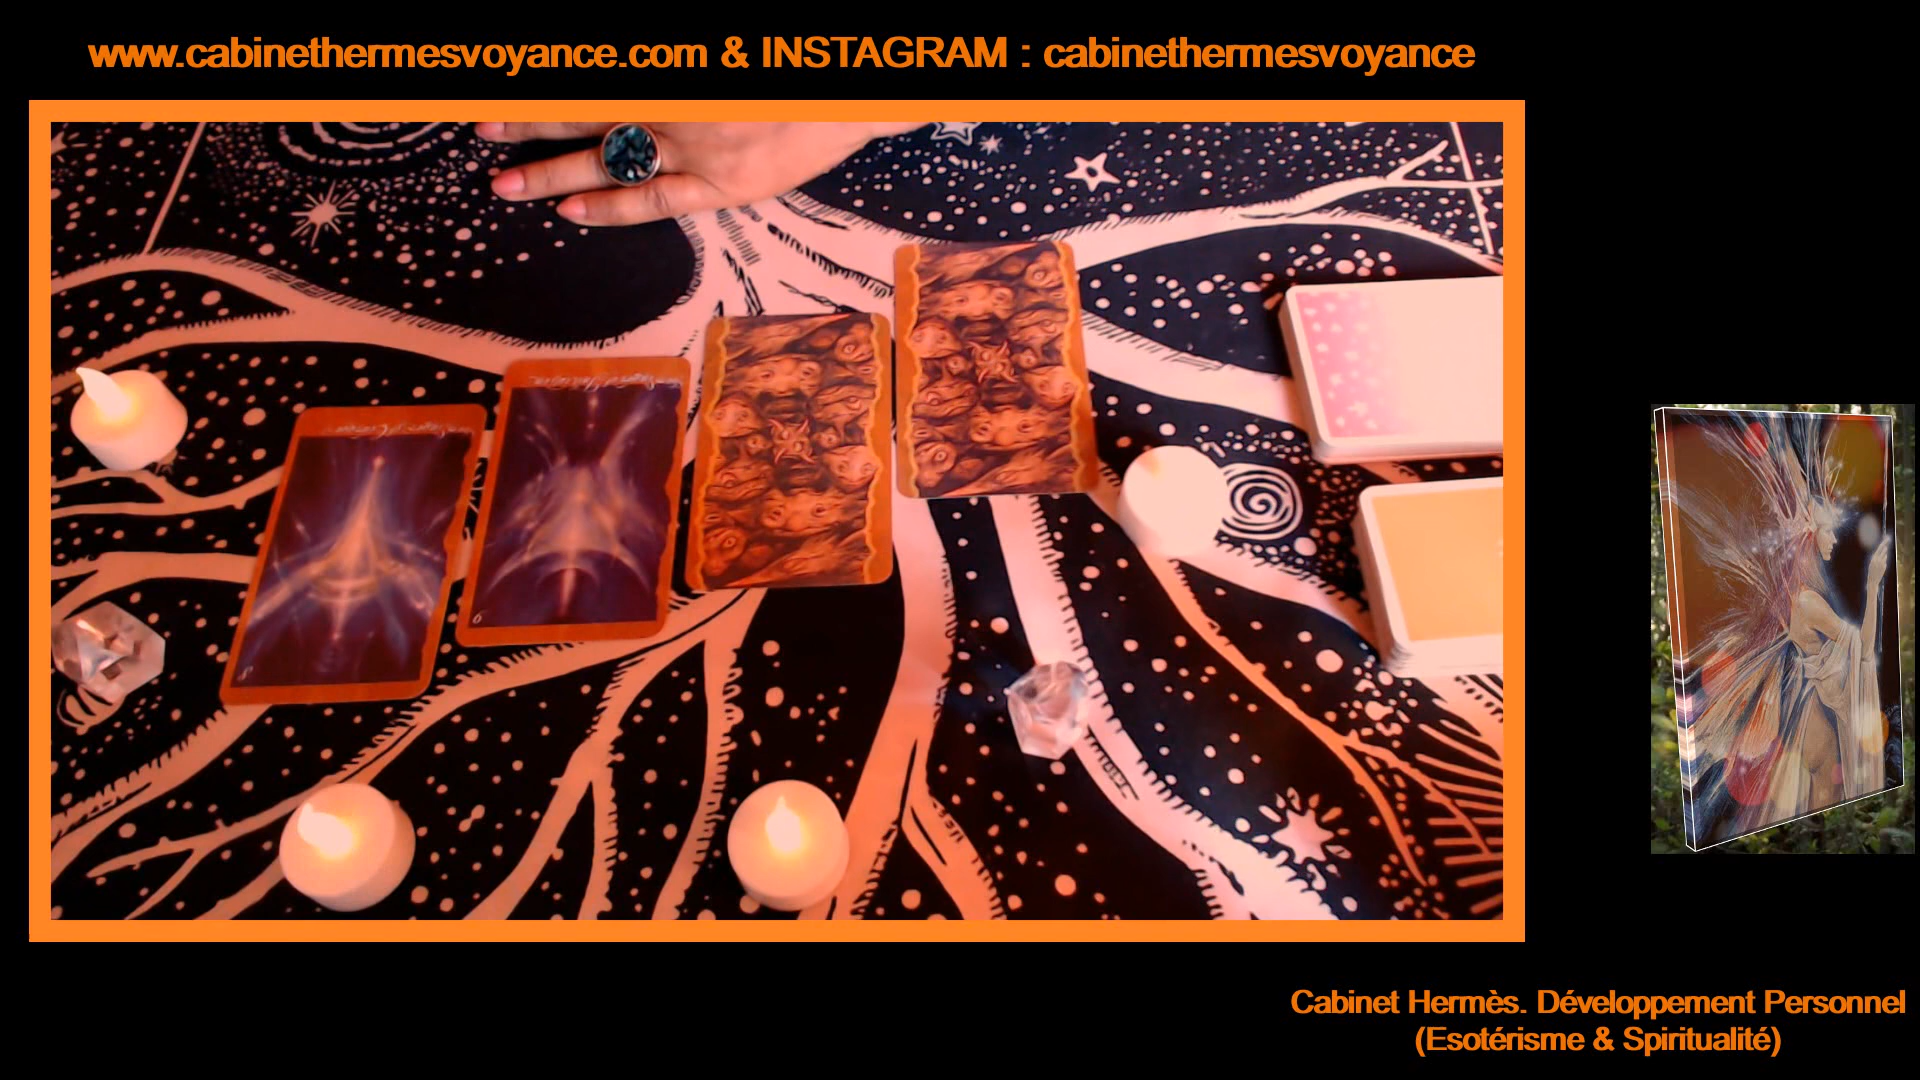 www.cabinethermesvoyance.com & INSTAGRAM : cabinethermesvoyance
Cabinet Hermès. Développement Personnel
(Esotérisme & Spiritualité)